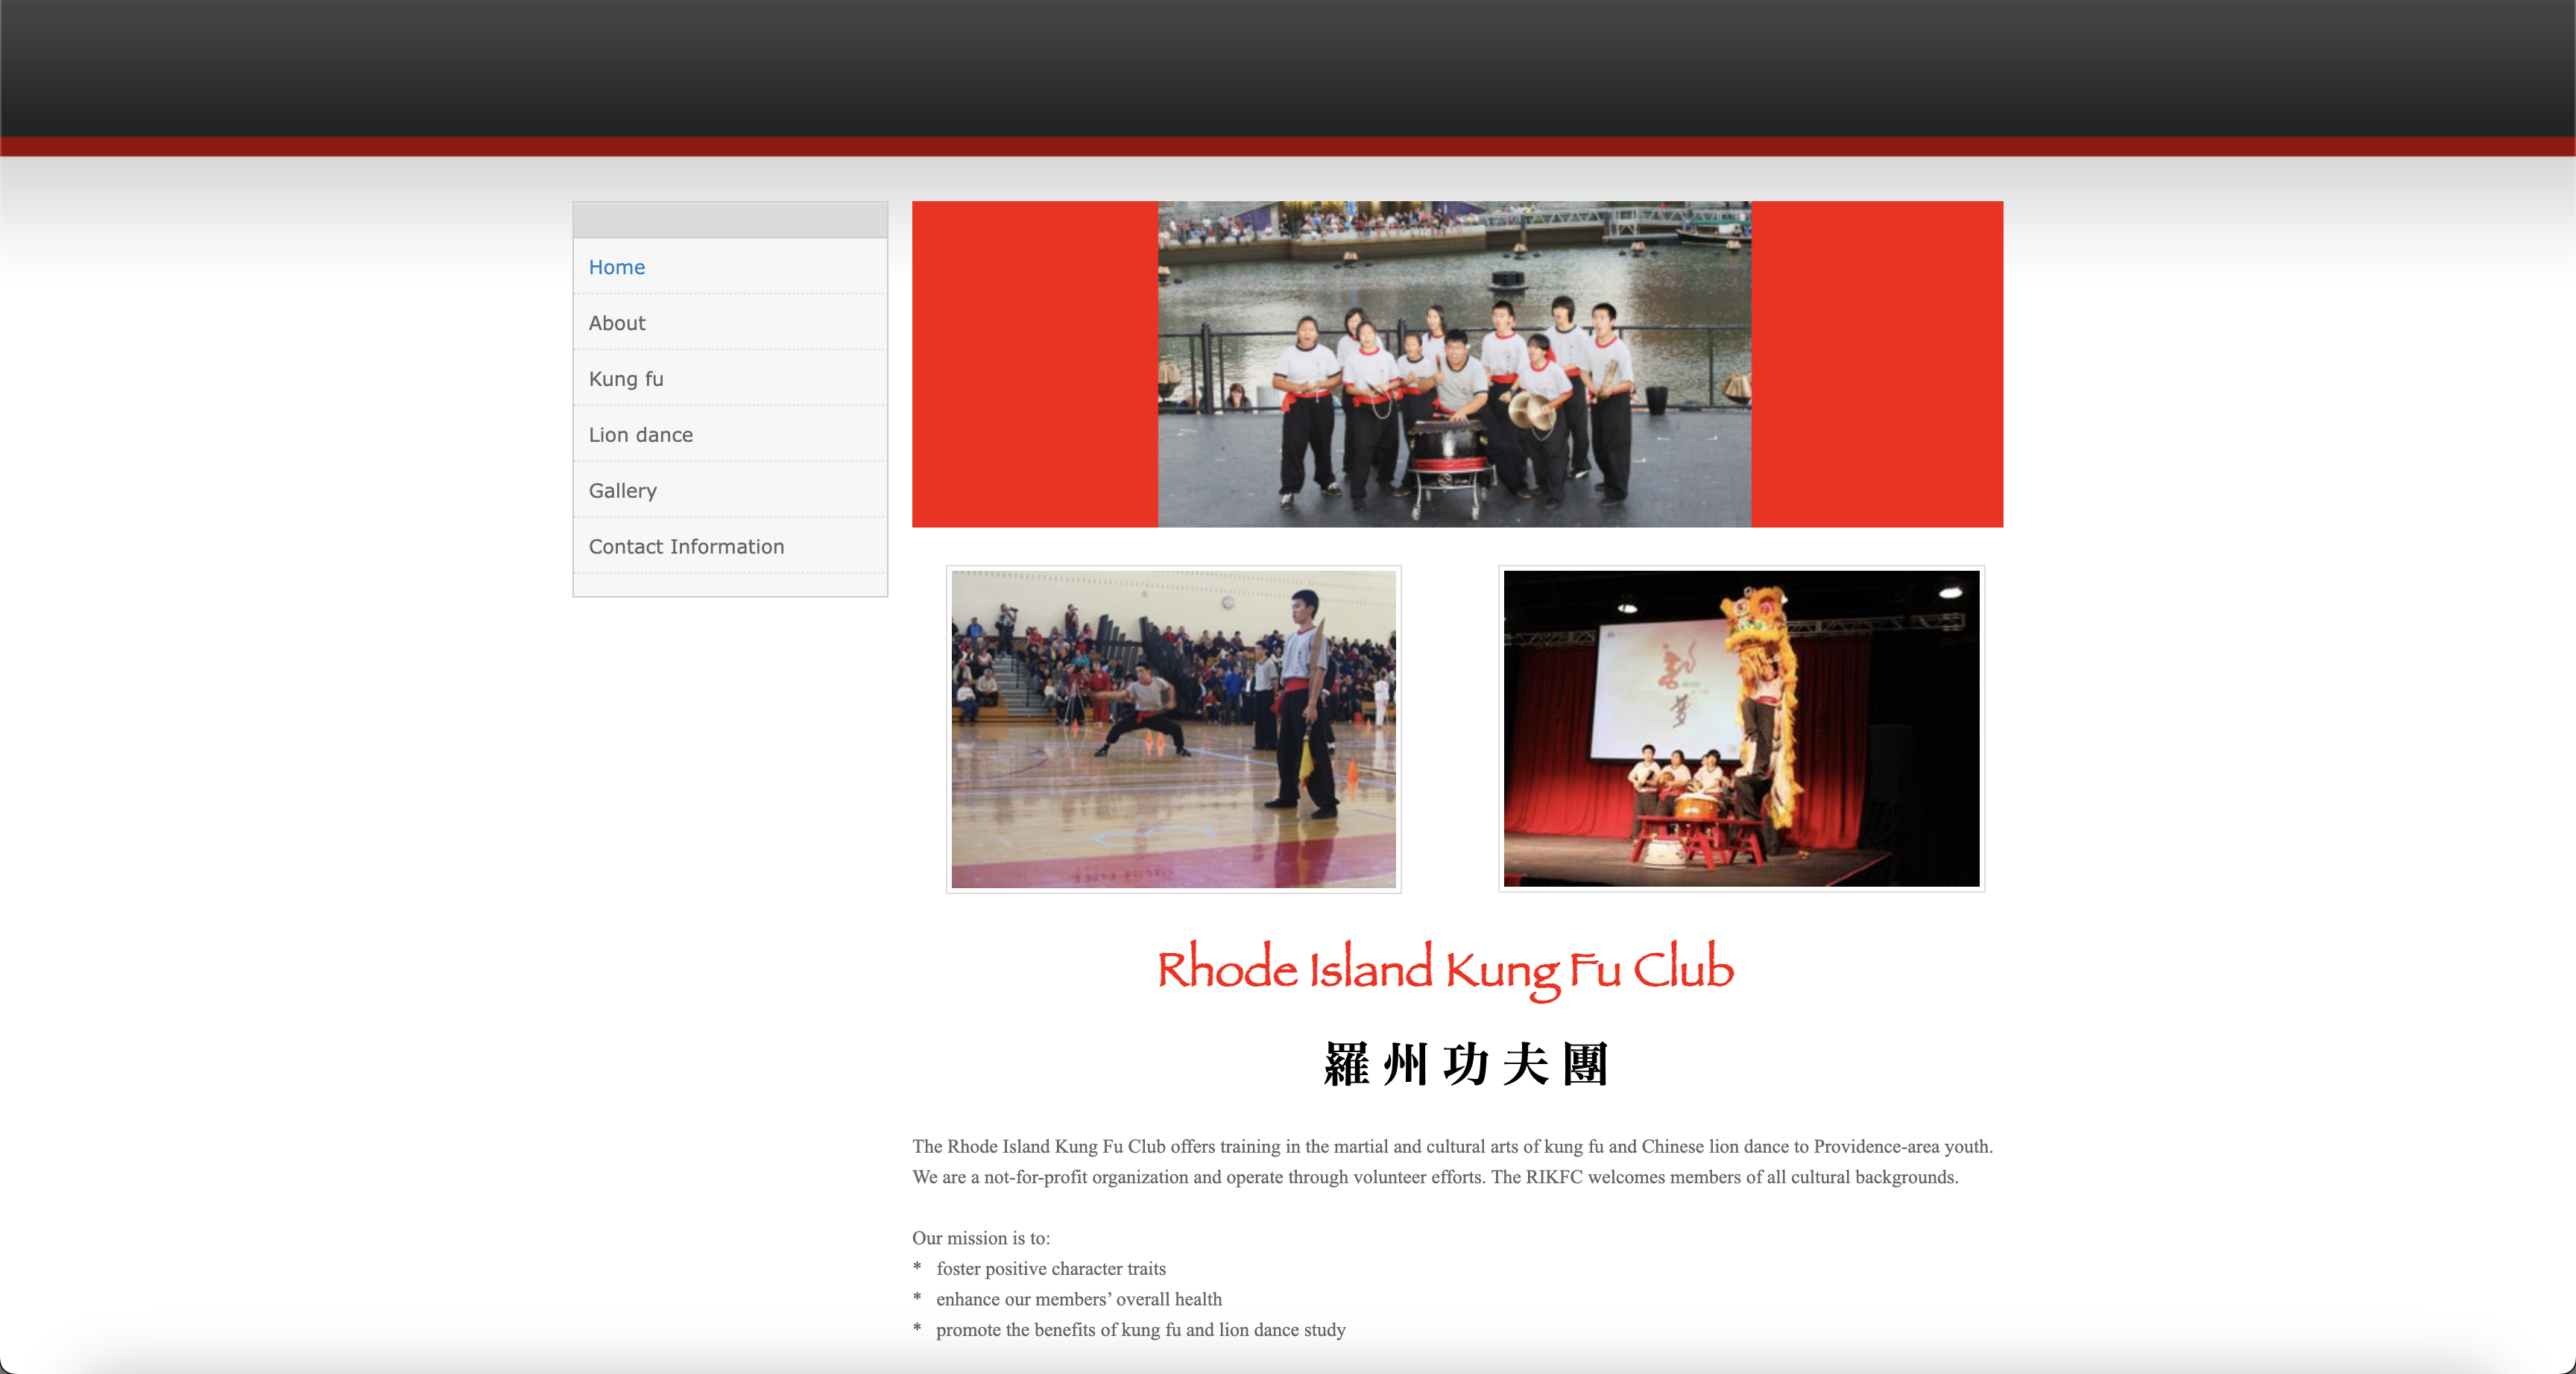 Home
About
Kung fu
Lion dance
Gallery
Contact Information
Rhode Island Kung Fu Club
羅州功夫團
The Rhode Island Kung Fu Club offers training in the martial and cultural arts of kung fu and Chinese lion dance to Providence-area youth.
We are a not-for-profit organization and operate through volunteer efforts. The RIKFC welcomes members of all cultural backgrounds.
Our mission is to:
* foster positive character traits
* enhance our members’ overall health
* promote the benefits of kung fu and lion dance study